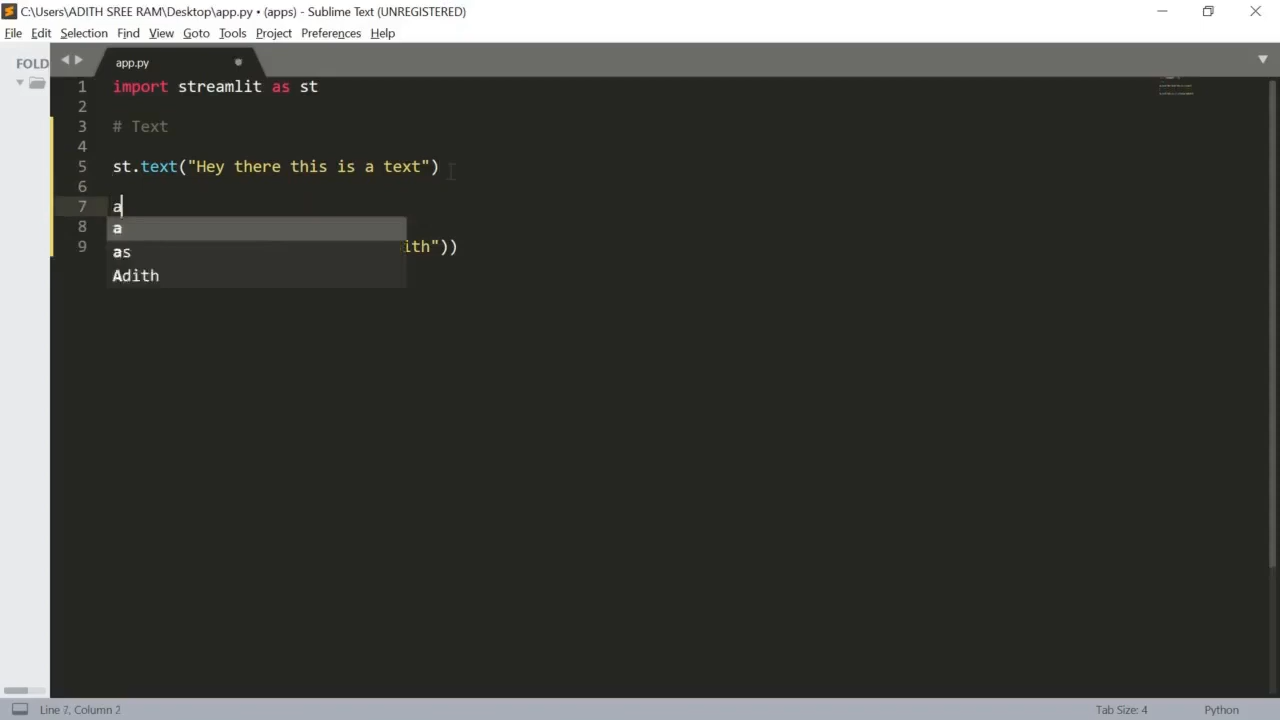 C:\Users\ADITH SREE RAM\Desktop\app.py • (apps) - Sublime Text (UNREGISTERED)
File Edit Selection Find View Goto Tools Project Preferences Help
FOLD
app.py
1 import streamlit as st
2
3 # Text
4
5 st.text("Hey there this is a text")
6
7 a
8 a
as
9 ith"))
Adith
Line 7, Column 2
Tab Size: 4
Python